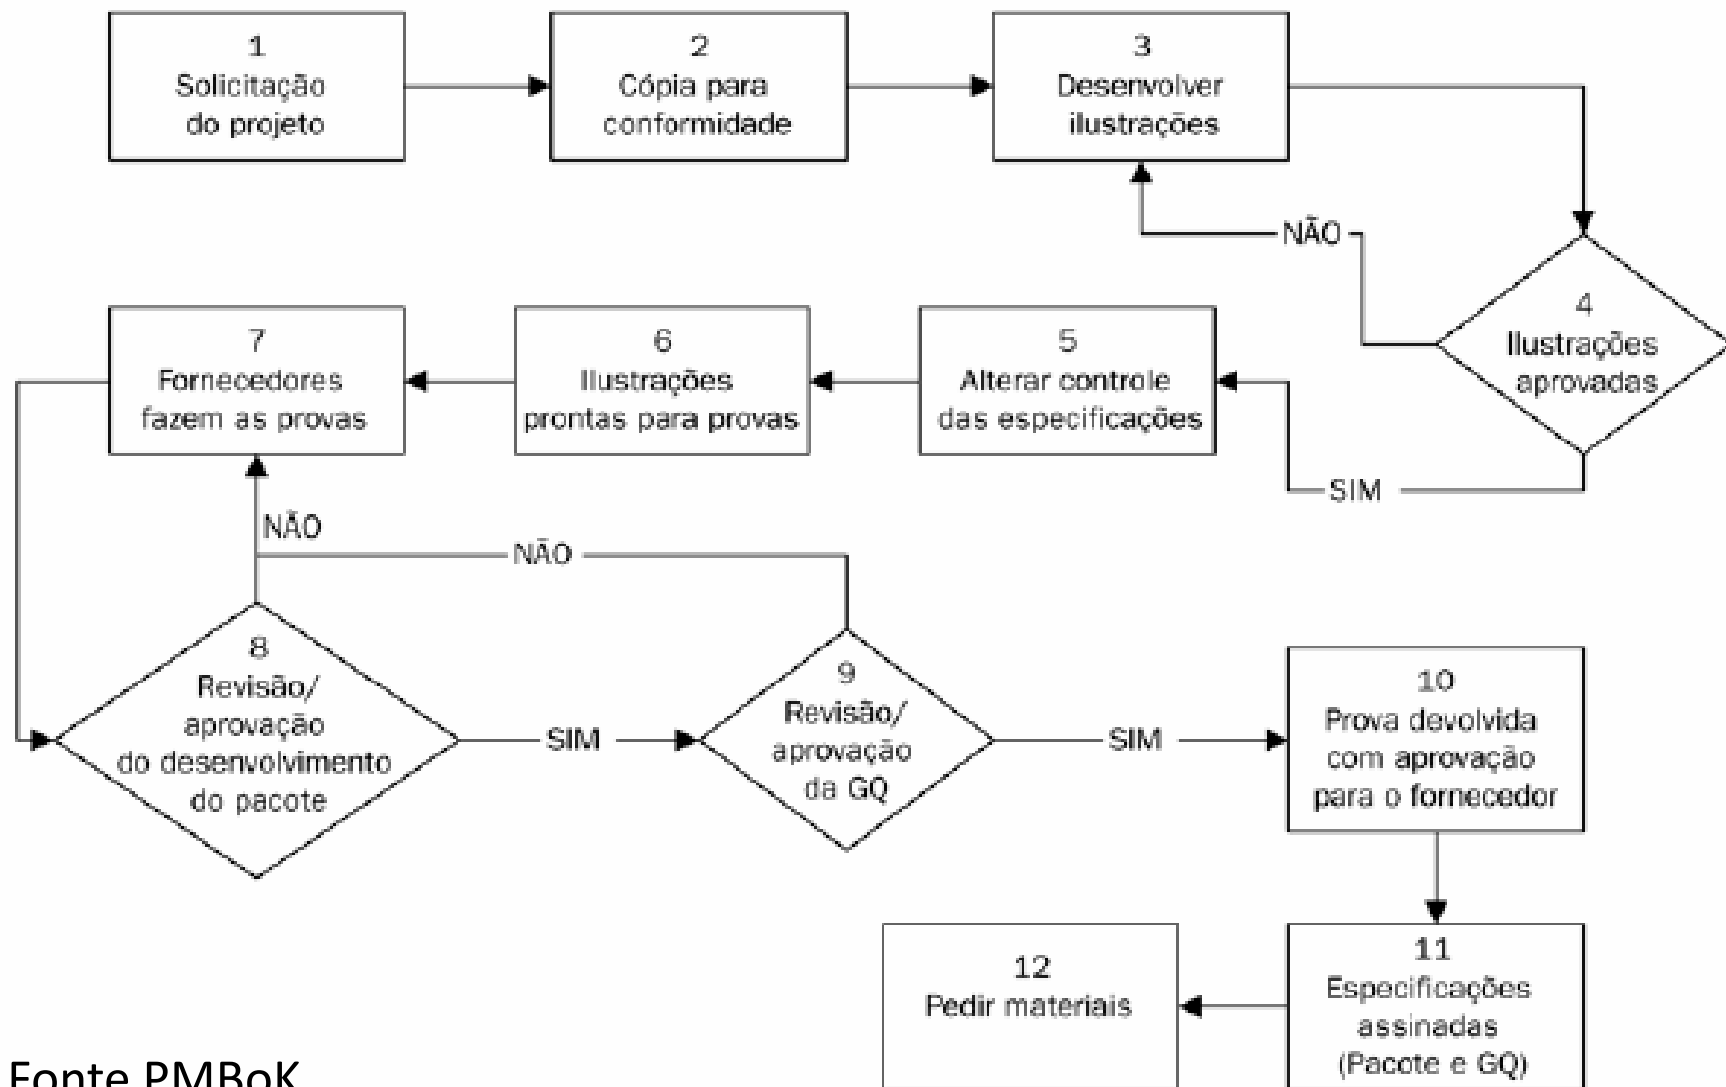 1
Solicitação
do projeto
2
Cópia para
conformidade
3
Desenvolver
ilustrações
NÃO
4
Ilustrações
aprovadas
SIM
5
Alterar controle
das especificações
6
Ilustrações
prontas para provas
7
Fornecedores
fazem as provas
NÃO
NÃO
8
Revisão/
aprovação
do desenvolvimento
do pacote
SIM
9
Revisão/
aprovação
da GQ
SIM
10
Prova devolvida
com aprovação
para o fornecedor
11
Especificações
assinadas
(Pacote e GQ)
12
Pedir materiais
Fonte PMBoK